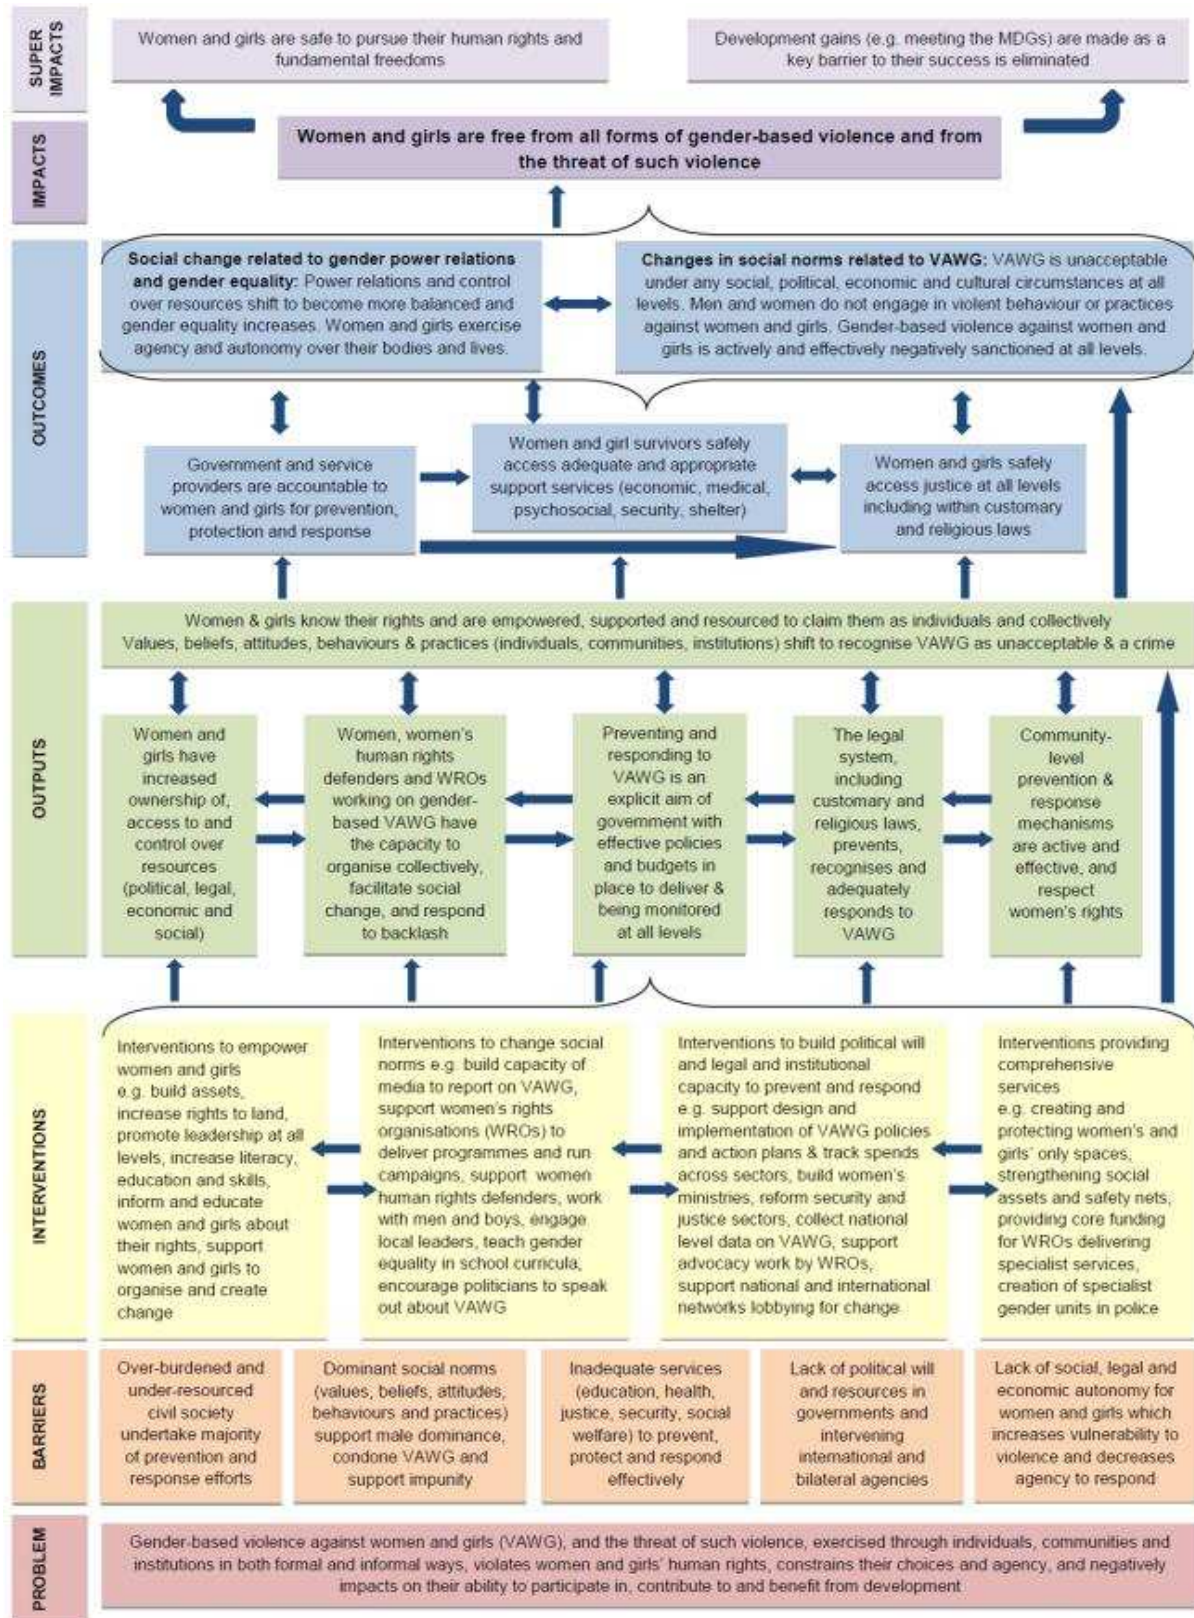 SUPER
IMPACTS
Women and girls are safe to pursue their human rights and
fundamental freedoms
Development gains (e.g. meeting the MDGs) are made as a
key barrier to their success is eliminated
IMPACTS
Women and girls are free from all forms of gender-based violence and from
the threat of such violence
OUTCOMES
Social change related to gender power relations
and gender equality: Power relations and control
over resources shift to become more balanced and
gender equality increases. Women and girls exercise
agency and autonomy over their bodies and lives.
Changes in social norms related to VAWG: VAWG is unacceptable
under any social, political, economic and cultural circumstances at all
levels. Men and women do not engage in violent behaviour or practices
against women and girls. Gender-based violence against women and
girls is actively and effectively negatively sanctioned at all levels.
Government and service
providers are accountable to
women and girls for prevention,
protection and response
Women and girl survivors safely
access adequate and appropriate
support services (economic, medical,
psychosocial, security, shelter)
Women and girls safely
access justice at all levels
including within customary
and religious laws
OUTPUTS
Women & girls know their rights and are empowered, supported and resourced to claim them as individuals and collectively
Values, beliefs, attitudes, behaviours & practices (individuals, communities, institutions) shift to recognise VAWG as unacceptable & a crime
Women and
girls have
increased
ownership of,
access to and
control over
resources
(political, legal,
economic and
social)
Women, women's
human rights
defenders and WROs
working on gender-
based VAWG have
the capacity to
organise collectively,
facilitate social
change, and respond
to backlash
Preventing and
responding to
VAWG is an
explicit aim of
government with
effective policies
and budgets in
place to deliver &
being monitored
at all levels
The legal
system,
including
customary and
religious laws,
prevents,
recognises and
adequately
responds to
VAWG
Community-
level
prevention &
response
mechanisms
are active and
effective, and
respect
women's rights
INTERVENTIONS
Interventions to empower
women and girls
e.g. build assets,
increase rights to land,
promote leadership at all
levels, increase literacy,
education and skills,
inform and educate
women and girls about
their rights, support
women and girls to
organise and create
change
Interventions to change social
norms e.g. build capacity of
media to report on VAWG,
support women's rights
organisations (WROs) to
deliver programmes and run
campaigns, support women
human rights defenders, work
with men and boys, engage
local leaders, teach gender
equality in school curricula,
encourage politicians to speak
out about VAWG
Interventions to build political will
and legal and institutional
capacity to prevent and respond
e.g. support design and
implementation of VAWG policies
and action plans & track spends
across sectors, build women's
ministries, reform security and
justice sectors, collect national
level data on VAWG, support
advocacy work by WROs,
support national and international
networks lobbying for change
Interventions providing
comprehensive
services
e.g. creating and
protecting women's and
girls' only spaces,
strengthening social
assets and safety nets,
providing core funding
for WROs delivering
specialist services,
creation of specialist
gender units in police
BARRIERS
Over-burdened and
under-resourced
civil society
undertake majority
of prevention and
response efforts
Dominant social norms
(values, beliefs, attitudes,
behaviours and practices)
support male dominance,
condone VAWG and
support impunity
Inadequate services
(education, health,
justice, security, social
welfare) to prevent,
protect and respond
effectively
Lack of political will
and resources in
governments and
intervening
international and
bilateral agencies
Lack of social, legal and
economic autonomy for
women and girls which
increases vulnerability to
violence and decreases
agency to respond
PROBLEM
Gender-based violence against women and girls (VAWG), and the threat of such violence, exercised through individuals, communities and
institutions in both formal and informal ways, violates women and girls' human rights, constrains their choices and agency, and negatively
impacts on their ability to participate in, contribute to and benefit from development